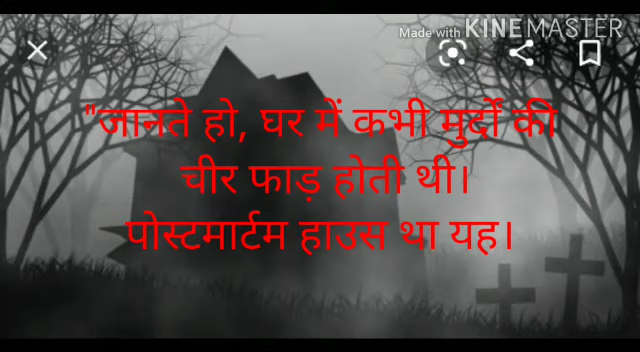 Made with KINEMASTER
"जानते हो, घर में कभी मुर्दों की
चीर फाड़ होती थी।
पोस्टमार्टम हाउस था यह।